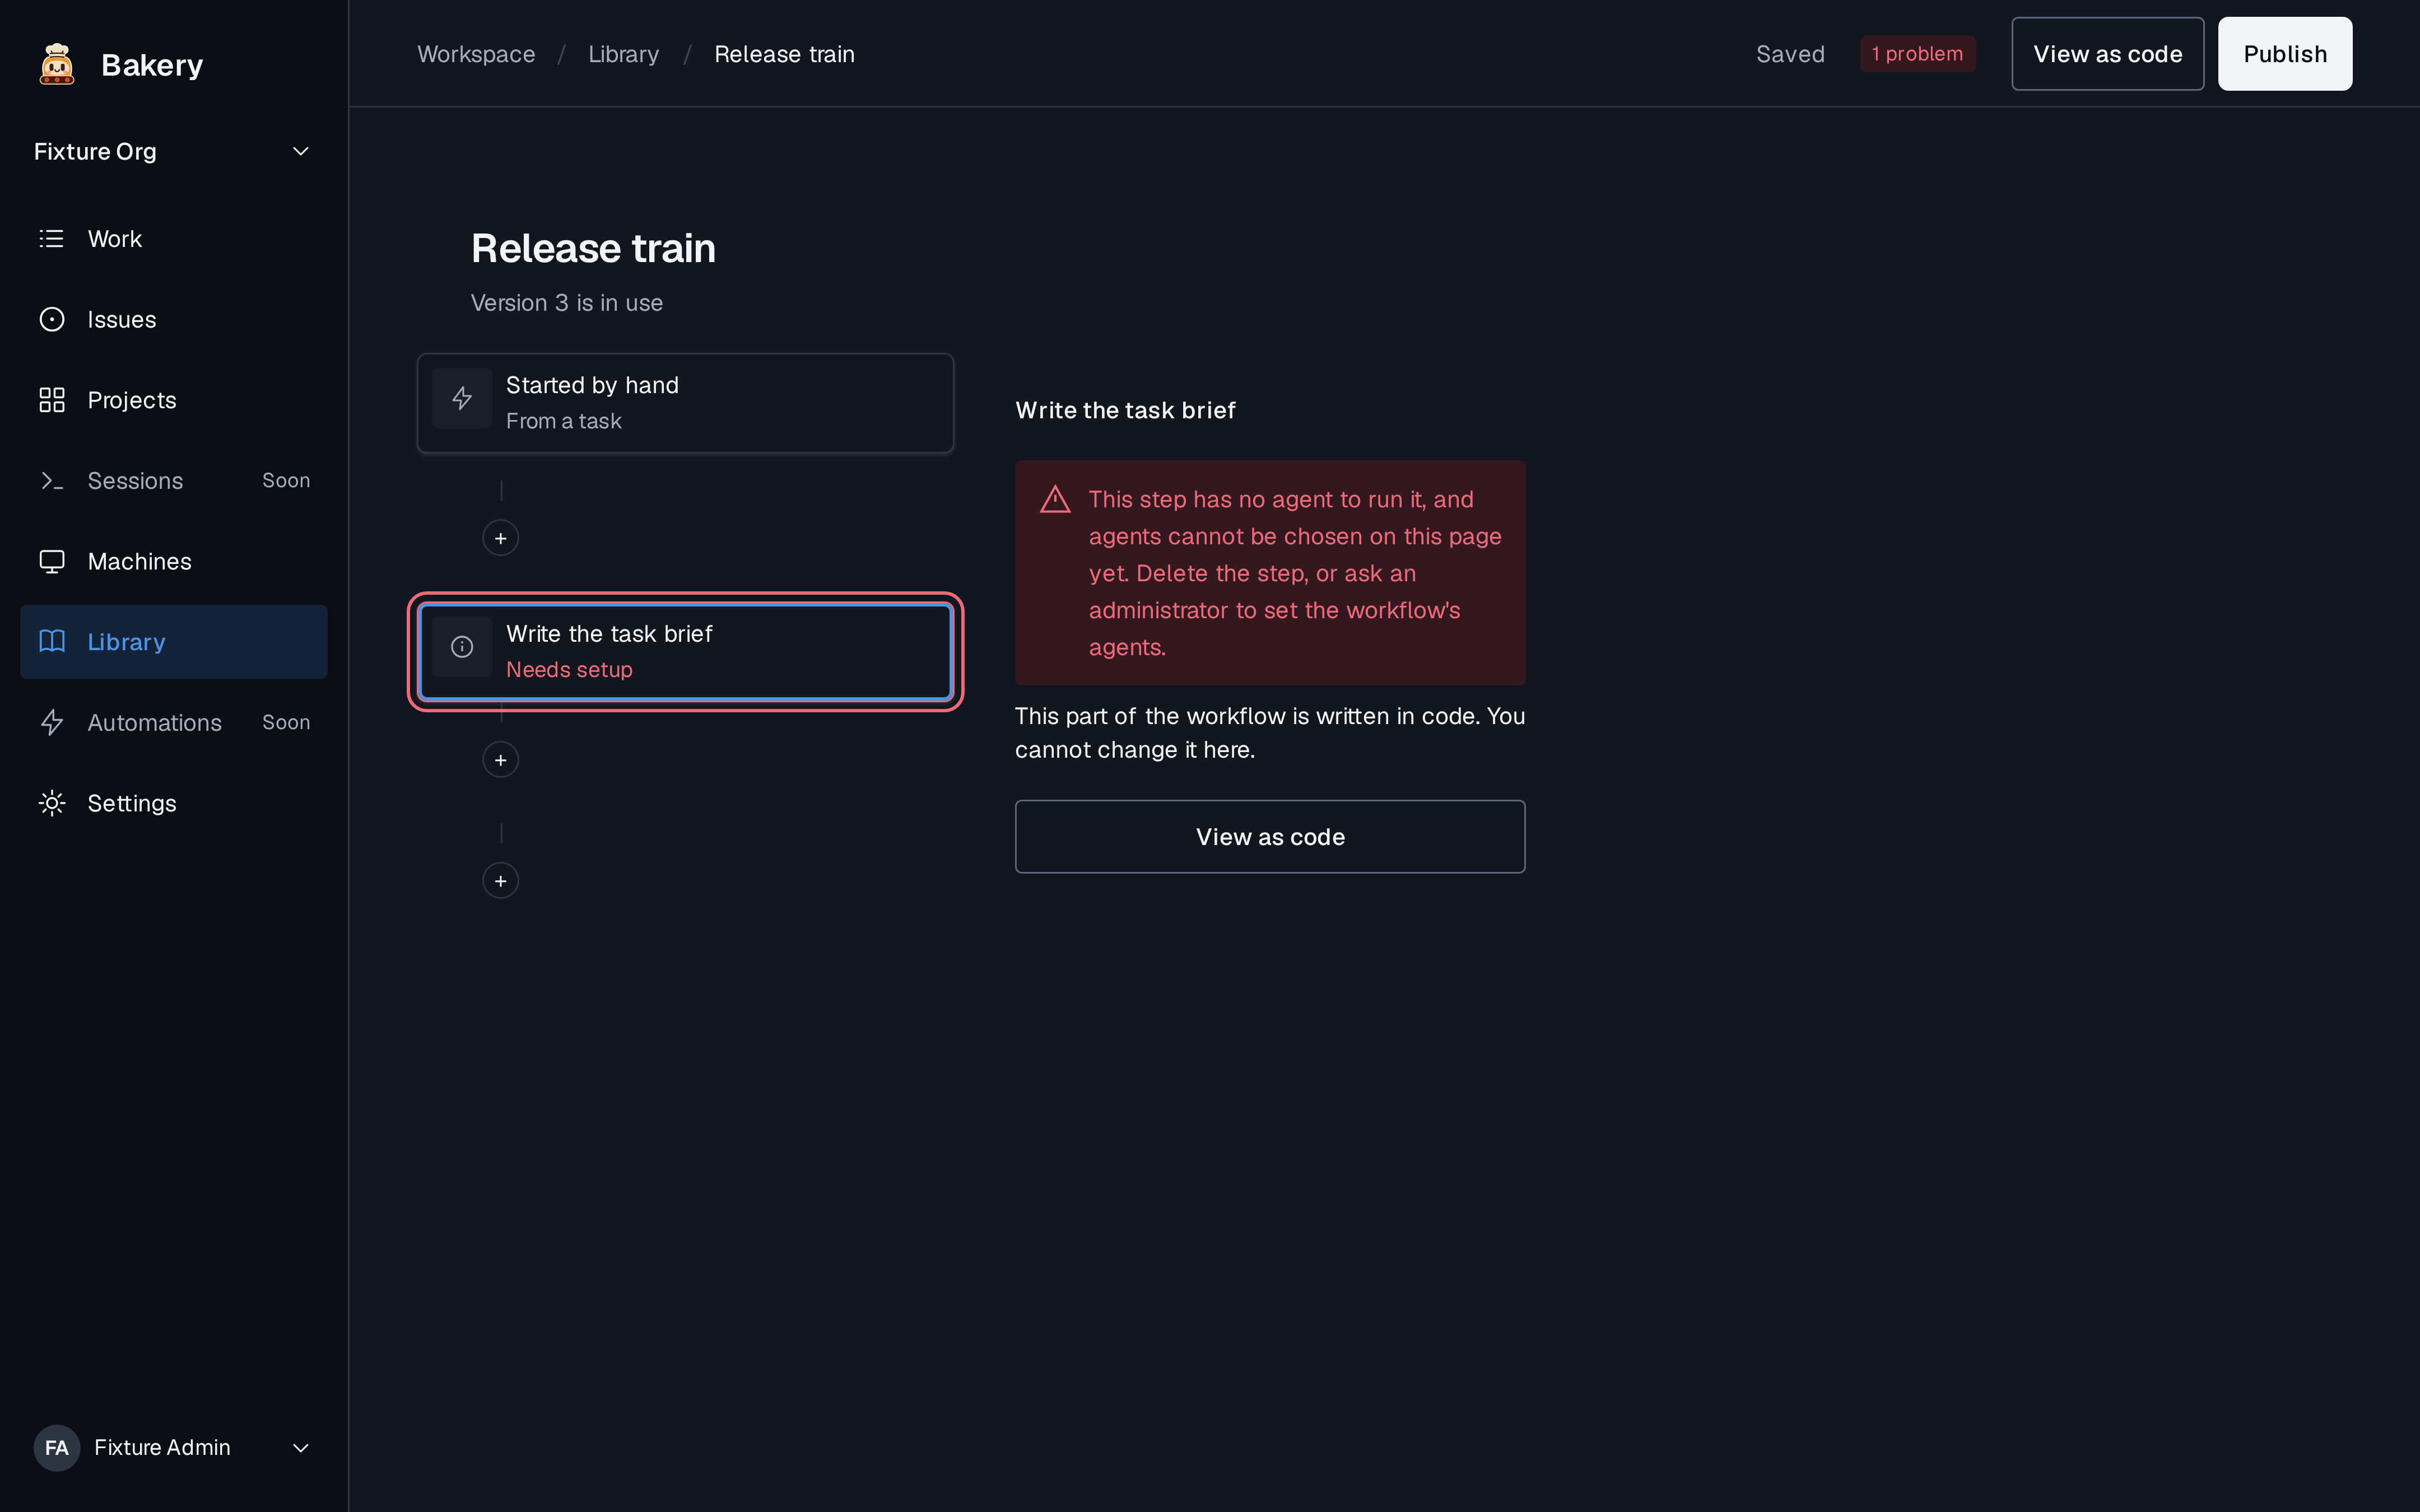 Bakery
Fixture Org
Work
Issues
Projects
Sessions Soon
Machines
Library
Automations Soon
Settings
FA Fixture Admin
Workspace / Library / Release train
Saved 1 problem View as code Publish
Release train
Version 3 is in use
Started by hand
From a task
+
Write the task brief
Needs setup
+
+
Write the task brief
This step has no agent to run it, and
agents cannot be chosen on this page
yet. Delete the step, or ask an
administrator to set the workflow's
agents.
This part of the workflow is written in code. You
cannot change it here.
View as code